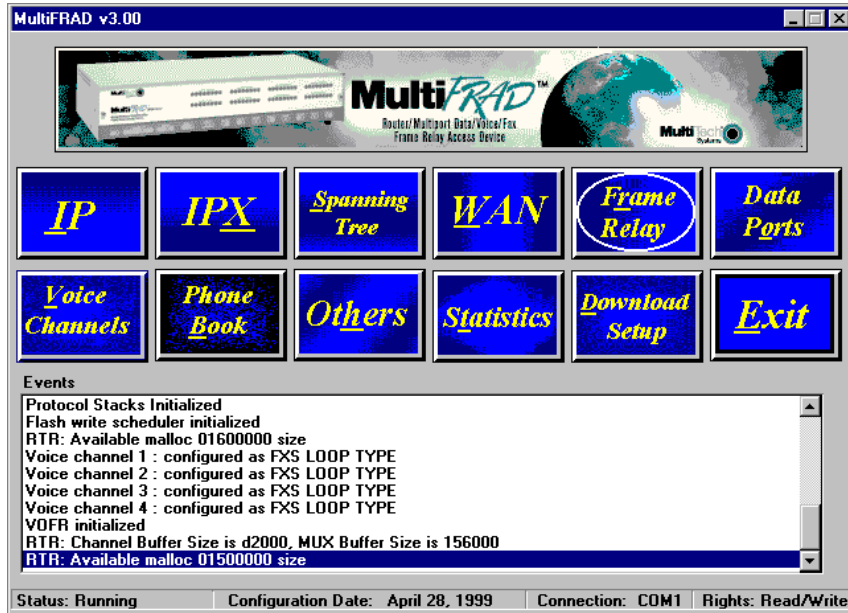 MultiFRAD v3.00
MultiFRAD™
Router/Multiport Data/Voice/Fax
Frame Relay Access Device
MultiTech
Systems
IP
IPX
Spanning
Tree
WAN
Frame
Relay
Data
Ports
Voice
Channels
Phone
Book
Others
Statistics
Download
Setup
Exit
Events
Protocol Stacks Initialized
Flash write scheduler initialized
RTR: Available malloc 01600000 size
Voice channel 1 : configured as FXS LOOP TYPE
Voice channel 2 : configured as FXS LOOP TYPE
Voice channel 3 : configured as FXS LOOP TYPE
Voice channel 4 : configured as FXS LOOP TYPE
VOFR initialized
RTR: Channel Buffer Size is d2000, MUX Buffer Size is 156000
RTR: Available malloc 01500000 size
Status: Running Configuration Date: April 28, 1999 Connection: COM1 Rights: Read/Write